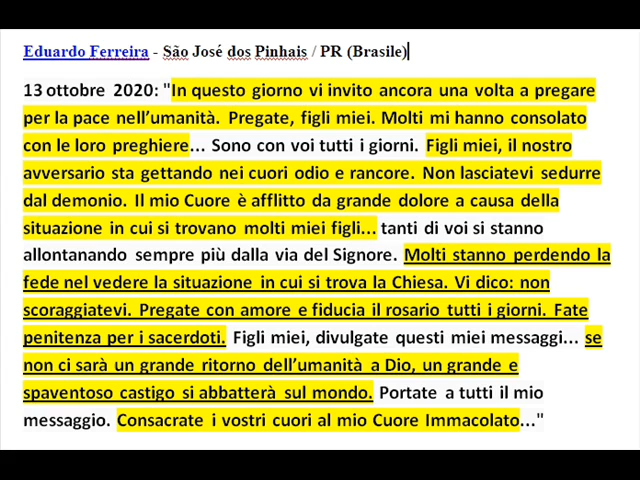 Eduardo Ferreira - São José dos Pinhais / PR (Brasile)
13 ottobre 2020: "In questo giorno vi invito ancora una volta a pregare
per la pace nell'umanità. Pregate, figli miei. Molti mi hanno consolato
con le loro preghiere... Sono con voi tutti i giorni. Figli miei, il nostro
avversario sta gettando nei cuori odio e rancore. Non lasciatevi sedurre
dal demonio. Il mio Cuore è afflitto da grande dolore a causa della
situazione in cui si trovano molti miei figli... tanti di voi si stanno
allontanando sempre più dalla via del Signore. Molti stanno perdendo la
fede nel vedere la situazione in cui si trova la Chiesa. Vi dico: non
scoraggiatevi. Pregate con amore e fiducia il rosario tutti i giorni. Fate
penitenza per i sacerdoti. Figli miei, divulgate questi miei messaggi... se
non ci sarà un grande ritorno dell'umanità a Dio, un grande e
spaventoso castigo si abbatterà sul mondo. Portate a tutti il mio
messaggio. Consacrate i vostri cuori al mio Cuore Immacolato..."